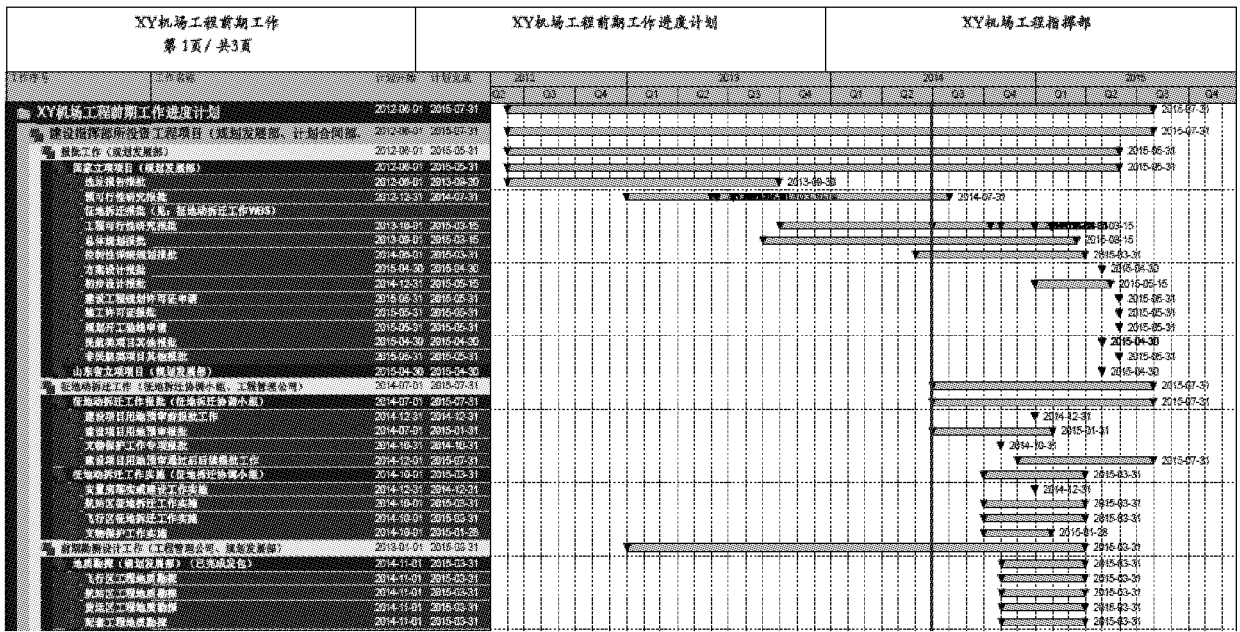 XY机场工程前期工作
第 1页/ 共3页
XY机场工程前期工作进度计划
XY机场工程指挥部
工作序号 工作名称 计划开始 计划完成 2012 2013 2014 2015
Q2 Q3 Q4 Q1 Q2 Q3 Q4 Q1 Q2 Q3 Q4 Q1 Q2 Q3 Q4
XY机场工程前期工作进度计划 2012-06-01 2015-07-31 2015-07-31
建设指挥部所投资工程项目（规划发展部、计划合同部、 2012-06-01 2015-07-31 2015-07-31
报批工作（规划发展部） 2012-06-01 2015-05-31 2015-05-31
国家立项项目（规划发展部） 2012-06-01 2015-05-31 2015-05-31
选址报告报批 2012-06-01 2013-09-30 2013-09-30
预可行性研究报批 2012-12-31 2014-07-31 2014-07-31
征地拆迁报批（见：征地动拆迁工作WBS）
工程可行性研究报批 2013-10-01 2015-03-15
总体规划报批 2013-09-01 2015-03-15 2015-03-15
控制性详细规划报批 2014-06-01 2015-03-31 2015-03-31
方案设计报批 2015-04-30 2015-04-30 2015-04-30
初步设计报批 2014-12-31 2015-05-15 2015-05-15
建设工程规划许可证申请 2015-05-31 2015-05-31 2015-05-31
施工许可证报批 2015-05-31 2015-05-31 2015-05-31
规划开工验线申请 2015-05-31 2015-05-31 2015-05-31
民航类项目其他报批 2015-04-30 2015-04-30 2015-04-30
非民航类项目其他报批 2015-05-31 2015-05-31 2015-05-31
山东省立项项目（规划发展部） 2015-04-30 2015-04-30 2015-04-30
征地动拆迁工作（征地拆迁协调小组、工程管理公司） 2014-07-01 2015-07-31 2015-07-31
征地动拆迁工作报批（征地拆迁协调小组） 2014-07-01 2015-07-31 2015-07-31
建设项目用地预审前报批工作 2014-12-31 2014-12-31 2014-12-31
建设项目用地预审报批 2014-07-01 2015-01-31 2015-01-31
文物保护工作专项报批 2014-10-31 2014-10-31 2014-10-31
建设项目用地预审通过后后续报批工作 2014-12-01 2015-07-31 2015-07-31
征地动拆迁工作实施（征地拆迁协调小组） 2014-10-01 2015-03-31 2015-03-31
2014-12-31 2014-12-31 2014-12-31
航站区征地拆迁工作实施 2014-10-01 2015-03-31 2015-03-31
飞行区征地拆迁工作实施 2014-10-01 2015-03-31 2015-03-31
文物保护工作实施 2014-10-01 2015-01-28 2015-01-28
前期勘测设计工作（工程管理公司、规划发展部） 2013-01-01 2015-03-31 2015-03-31
地质勘探（规划发展部）（已完成发包） 2014-11-01 2015-03-31 2015-03-31
飞行区工程地质勘探 2014-11-01 2015-03-31 2015-03-31
航站区工程地质勘探 2014-11-01 2015-03-31 2015-03-31
货运区工程地质勘探 2014-11-01 2015-03-31 2015-03-31
配套工程地质勘探 2014-11-01 2015-03-31 2015-03-31